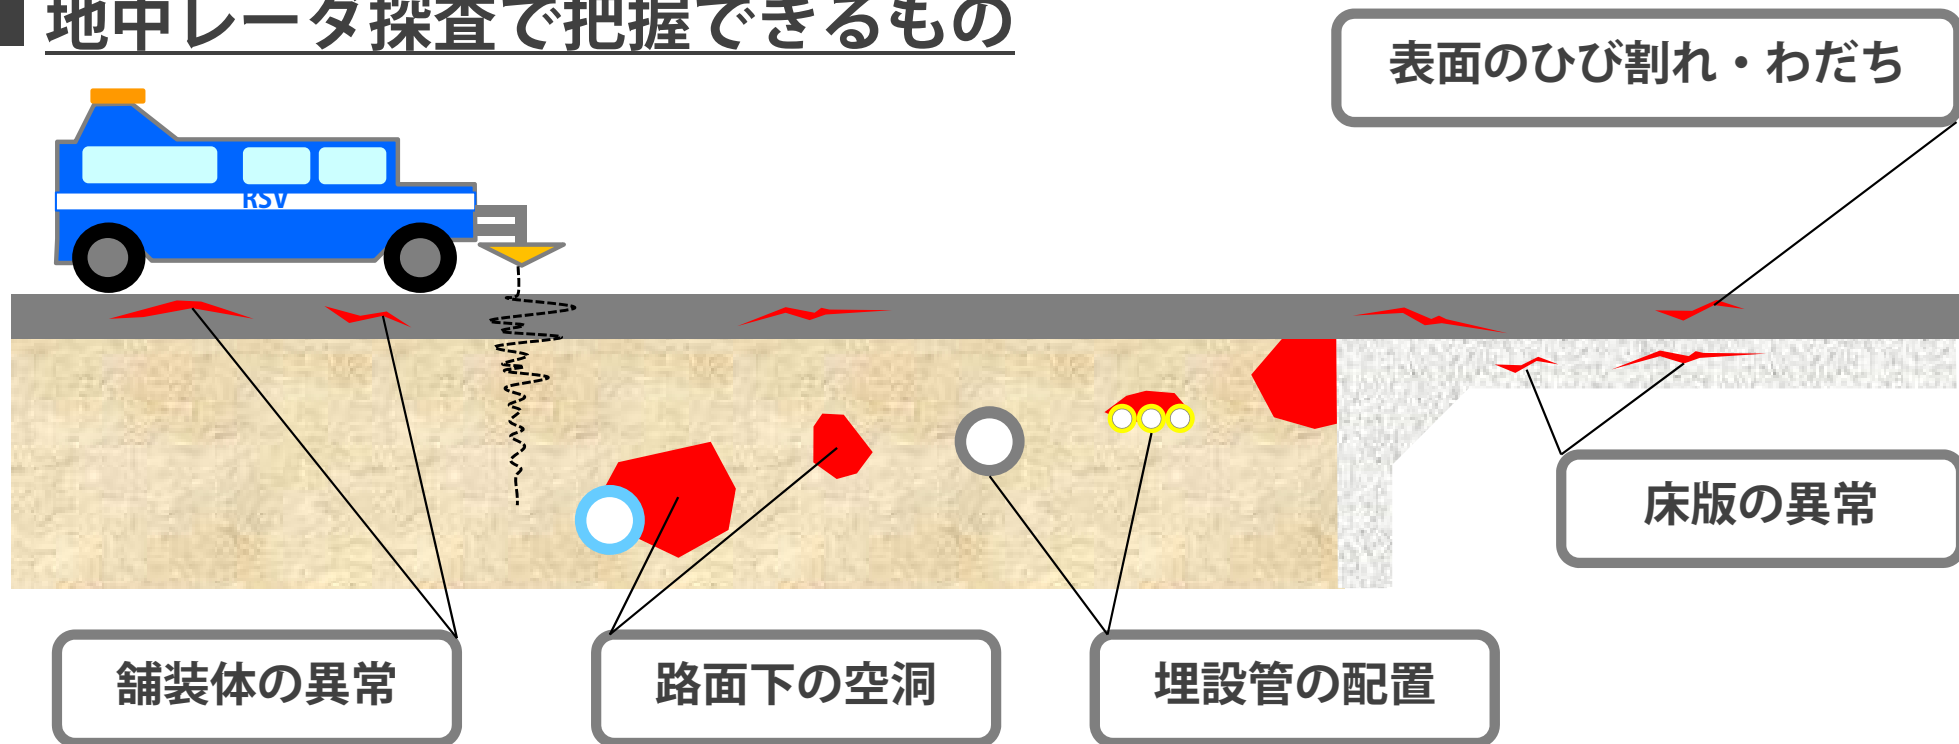 地中レーダ探査で把握できるもの
表面のひび割れ・わだち
RSV
床版の異常
舗装体の異常
路面下の空洞
埋設管の配置